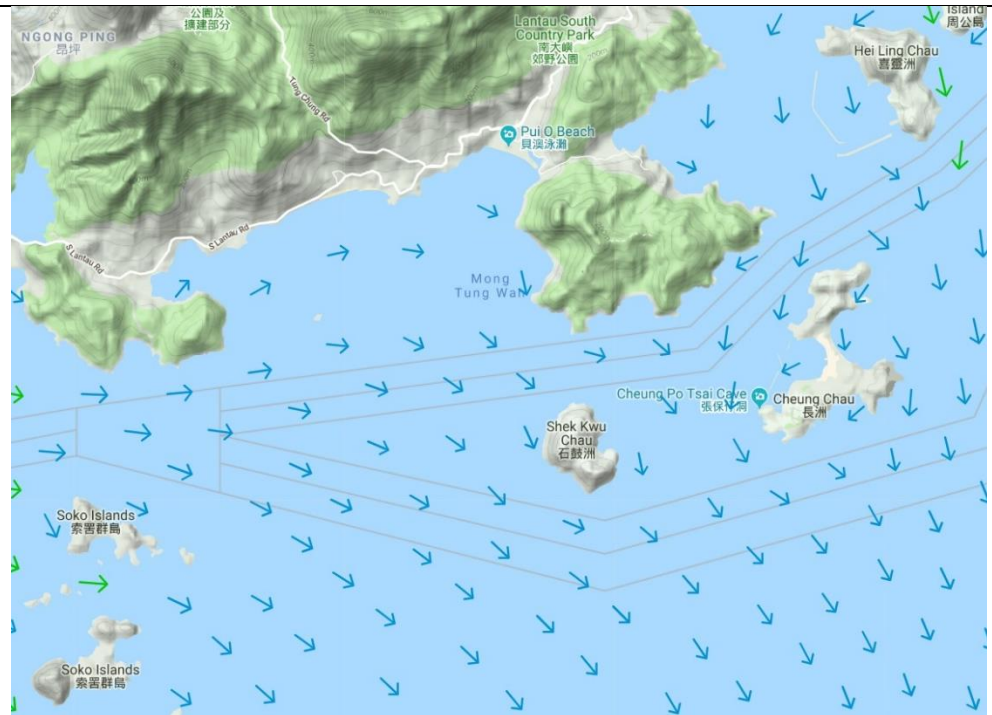 公園及
擴建部分
NGONG PING
昂坪
Lantau South
Country Park
南大嶼
郊野公園
200m
Island
周公島
Hei Ling Chau
喜靈洲
Tung Chung Rd
Pui O Beach
貝澳泳灘
S Lantau Rd
S Lantau Rd
Mong
Tung Wan
Cheung Po Tsai Cave
張保仔洞
Cheung Chau
長洲
Shek Kwu
Chau
石鼓洲
Soko Islands
索罟群島
Soko Islands
索罟群島